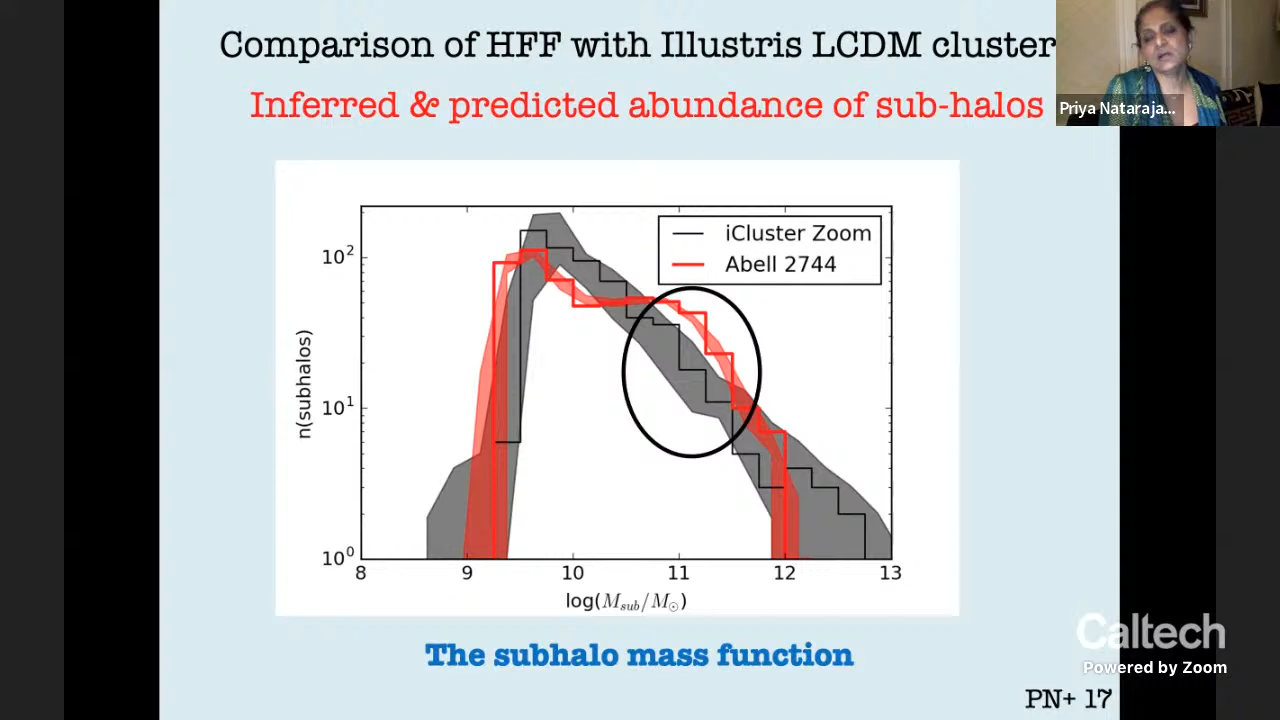 Comparison of HFF with Illustris LCDM cluster
Inferred & predicted abundance of sub-halos
Priya Nataraja...
iCluster Zoom
Abell 2744
n(subhalos)
10²
10¹
10⁰
8 9 10 11 12 13
log(M_sub/M_⊙)
The subhalo mass function
Caltech
Powered by Zoom
PN+ 17